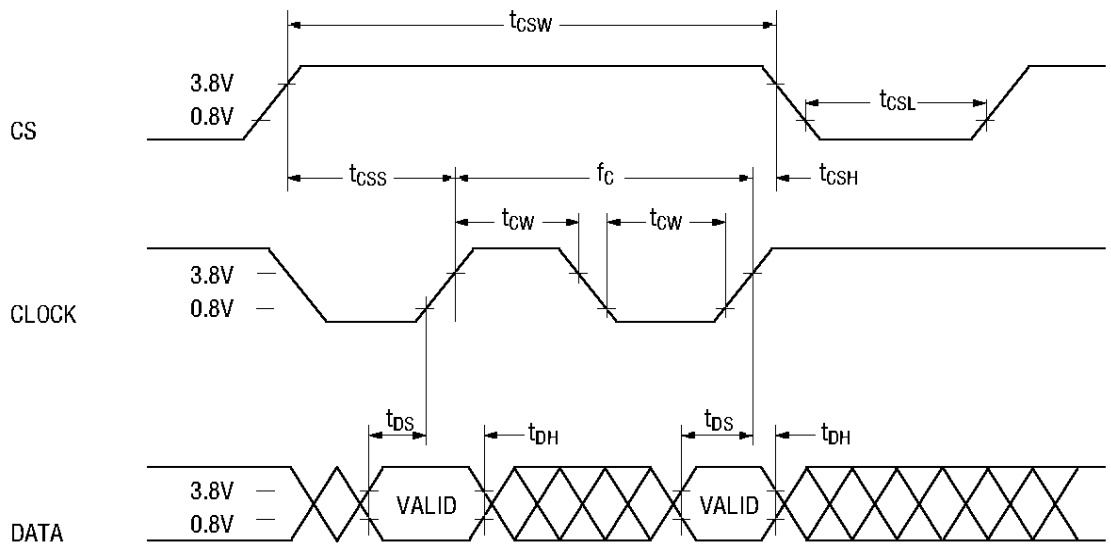 tCSW
3.8V
0.8V
tCSL
CS
tCSS
fC
tCSH
tCW
tCW
3.8V
0.8V
CLOCK
tDS
tDH
tDS
tDH
3.8V
0.8V
VALID
VALID
DATA